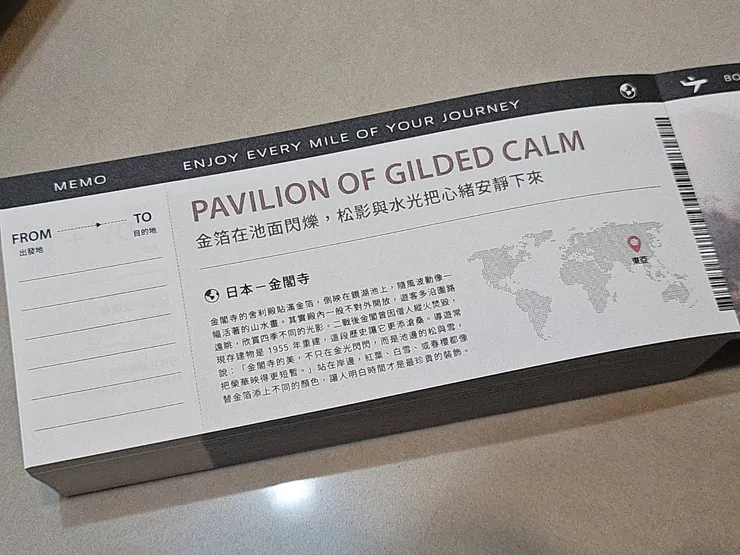 MEMO
ENJOY EVERY MILE OF YOUR JOURNEY
BO
FROM
出發地
TO
目的地
PAVILION OF GILDED CALM
金箔在池面閃爍，松影與水光把心緒安靜下來
日本－金閣寺
金閣寺的舍利殿貼滿金箔，倒映在鏡湖池上，隨風波動像一
幅活著的山水畫。其實殿內一般不對外開放，遊客多沿園路
遠眺，欣賞四季不同的光影。二戰後金閣曾因僧人縱火焚毀，
現存建物是 1955 年重建，這段歷史讓它更添滄桑。導遊常
說：「金閣寺的美，不只在金光閃閃，而是池邊的松與雪，
把榮華映得更短暫。」站在岸邊，紅葉、白雪、或春櫻都像
替金箔添上不同的顏色，讓人明白時間才是最珍貴的裝飾。
東亞